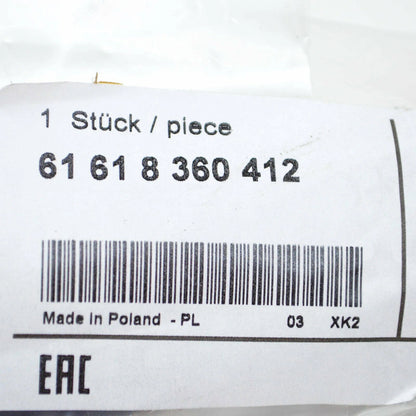 1 Stück / piece
61 61 8 360 412
Made in Poland - PL 03 XK2
EAC